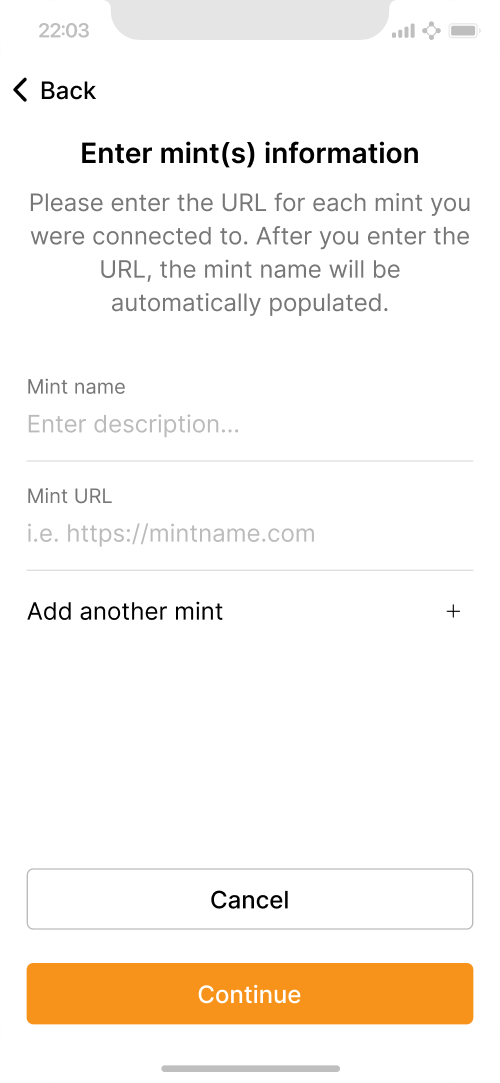 22:03
Back
Enter mint(s) information
Please enter the URL for each mint you
were connected to. After you enter the
URL, the mint name will be
automatically populated.
Mint name
Enter description...
Mint URL
i.e. https://mintname.com
Add another mint +
Cancel
Continue